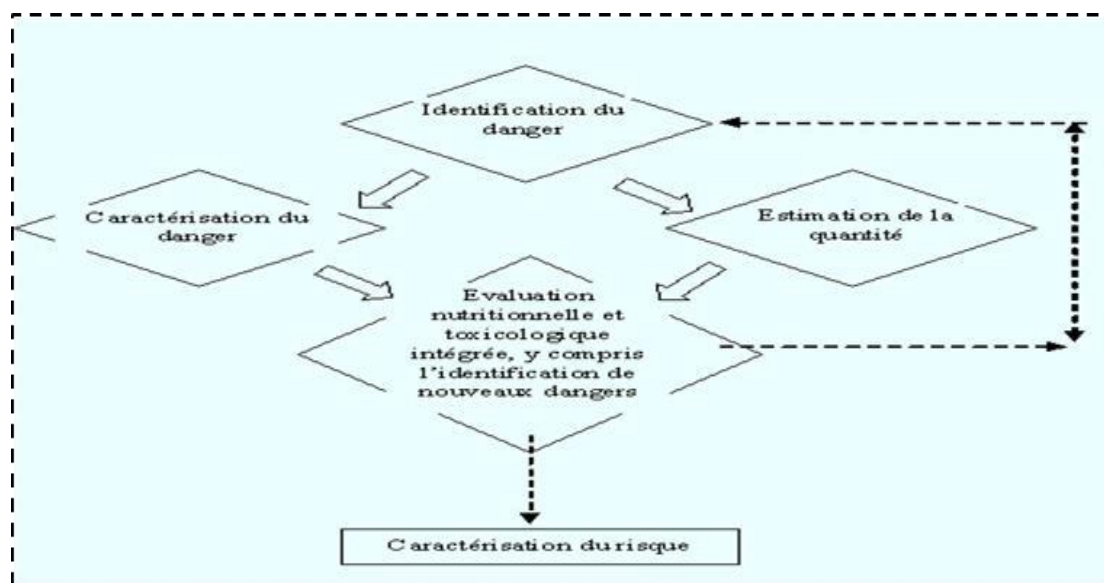 Identification du
danger
Caractérisation du
danger
Estimation de la
quantité
Evaluation
nutritionnelle et
toxicologique
intégrée, y compris
l'identification de
nouveaux dangers
Caractérisation du risque